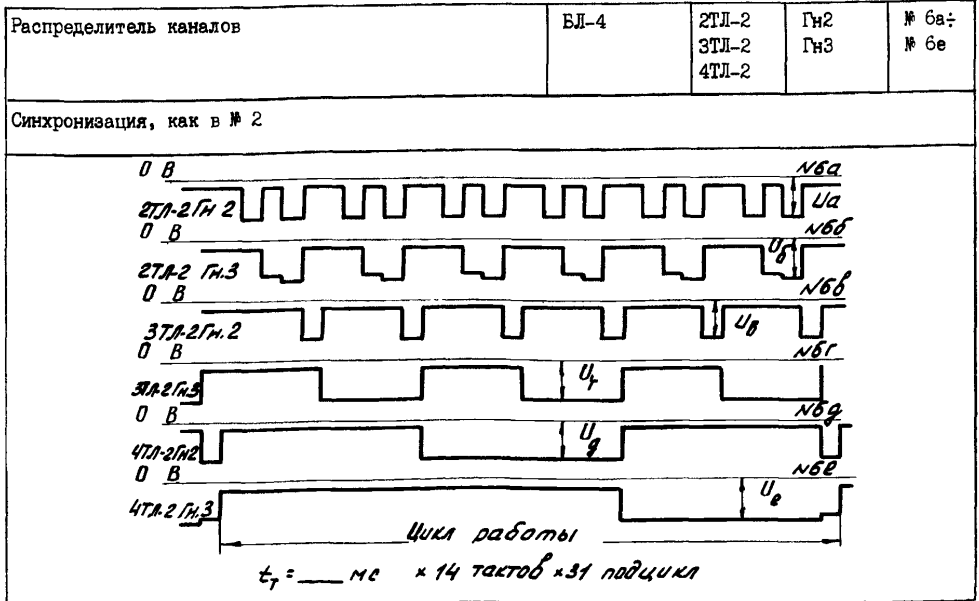 Распределитель каналов БЛ-4 2ТЛ-2 Гн2 № 6а÷
3ТЛ-2 Гн3 № 6е
4ТЛ-2
Синхронизация, как в № 2
0 В №6а
2ТЛ-2 Гн 2 Uа
0 В №6б
2ТЛ-2 Гн.3 Uб
0 В №6в
3ТЛ-2 Гн.2 Uв
0 В №6г
3ТЛ-2 Гн.3 Uг
0 В №6д
4ТЛ-2 Гн2 Uд
0 В №6е
4ТЛ-2 Гн.3 Uе
Цикл работы
tт = ___ мс × 14 тактов × 31 подцикл